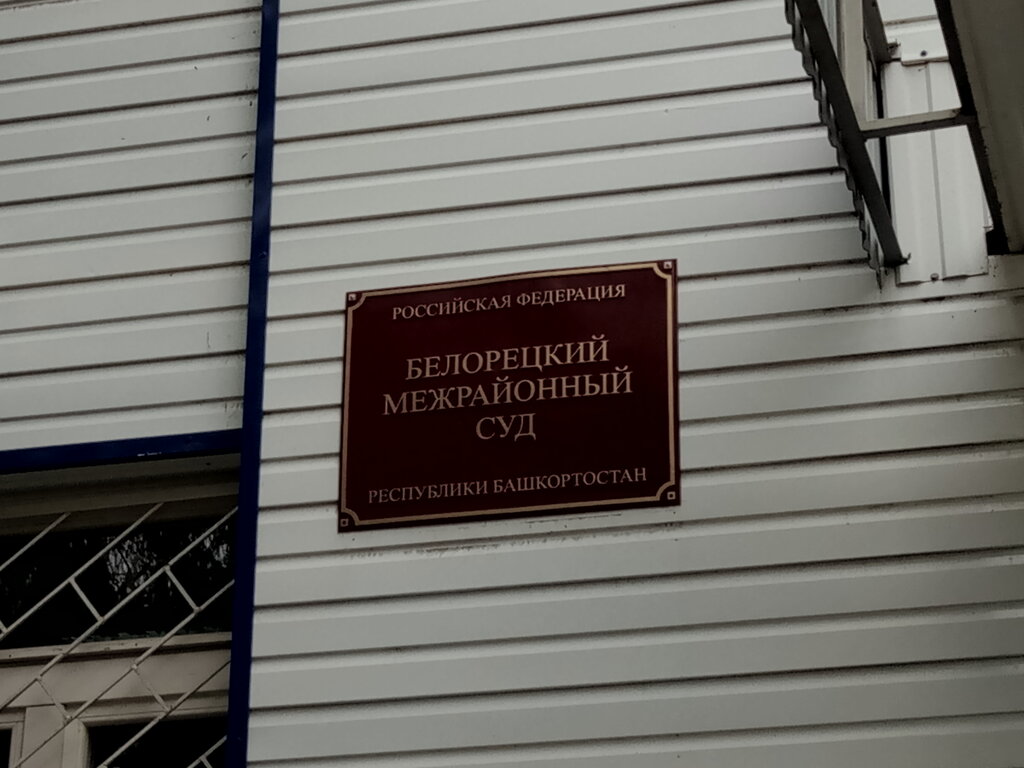 РОССИЙСКАЯ ФЕДЕРАЦИЯ
БЕЛОРЕЦКИЙ
МЕЖРАЙОННЫЙ
СУД
РЕСПУБЛИКИ БАШКОРТОСТАН